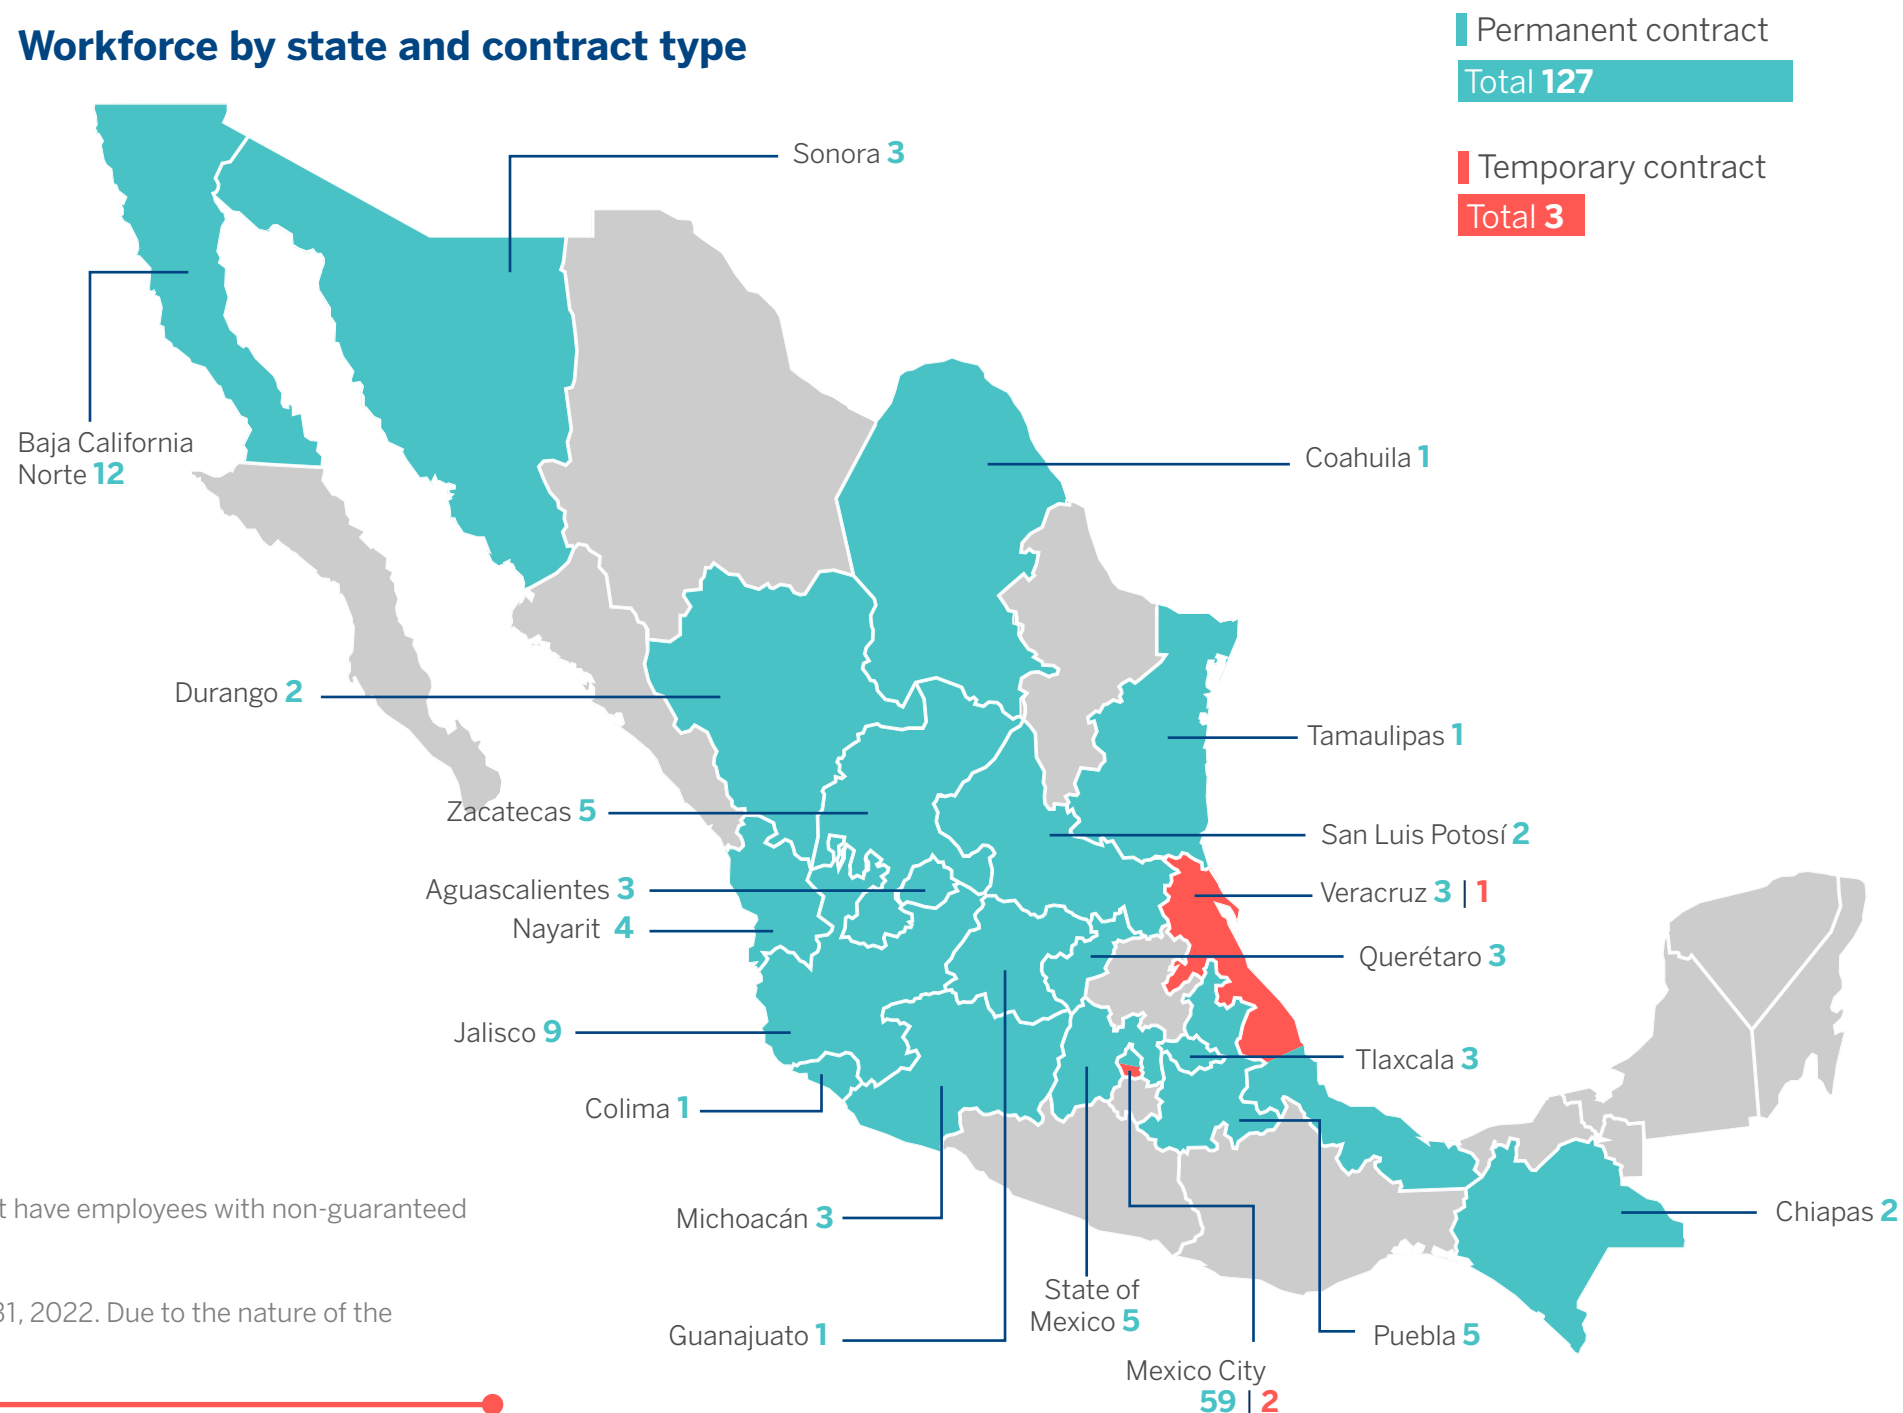 Workforce by state and contract type
Permanent contract
Total 127
Temporary contract
Total 3
Sonora 3
Baja California
Norte 12
Coahuila 1
Durango 2
Tamaulipas 1
Zacatecas 5
San Luis Potosí 2
Aguascalientes 3
Veracruz 3 | 1
Nayarit 4
Querétaro 3
Jalisco 9
Tlaxcala 3
Colima 1
Michoacán 3
Chiapas 2
State of
Mexico 5
Guanajuato 1
Puebla 5
Mexico City
59 | 2
t have employees with non-guaranteed
31, 2022. Due to the nature of the